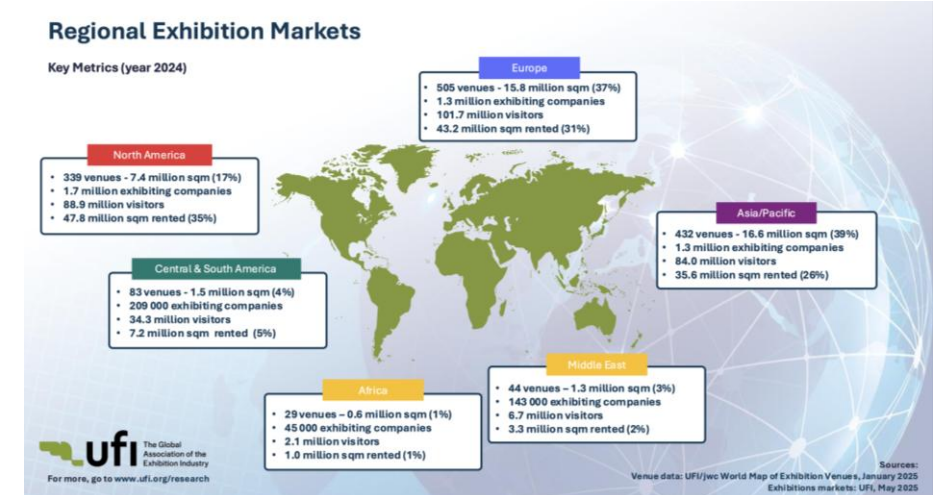 Regional Exhibition Markets
Key Metrics (year 2024)
Europe
• 505 venues - 15.8 million sqm (37%)
• 1.3 million exhibiting companies
• 101.7 million visitors
• 43.2 million sqm rented (31%)
North America
• 339 venues - 7.4 million sqm (17%)
• 1.7 million exhibiting companies
• 88.9 million visitors
• 47.8 million sqm rented (35%)
Asia/Pacific
• 432 venues - 16.6 million sqm (39%)
• 1.3 million exhibiting companies
• 84.0 million visitors
• 35.6 million sqm rented (26%)
Central & South America
• 83 venues - 1.5 million sqm (4%)
• 209 000 exhibiting companies
• 34.3 million visitors
• 7.2 million sqm rented (5%)
Middle East
• 44 venues – 1.3 million sqm (3%)
• 143 000 exhibiting companies
• 6.7 million visitors
• 3.3 million sqm rented (2%)
Africa
• 29 venues – 0.6 million sqm (1%)
• 45 000 exhibiting companies
• 2.1 million visitors
• 1.0 million sqm rented (1%)
ufi
The Global
Association of the
Exhibition Industry
For more, go to www.ufi.org/research
Sources:
Venue data: UFI/jwc World Map of Exhibition Venues, January 2025
Exhibitions markets: UFI, May 2025